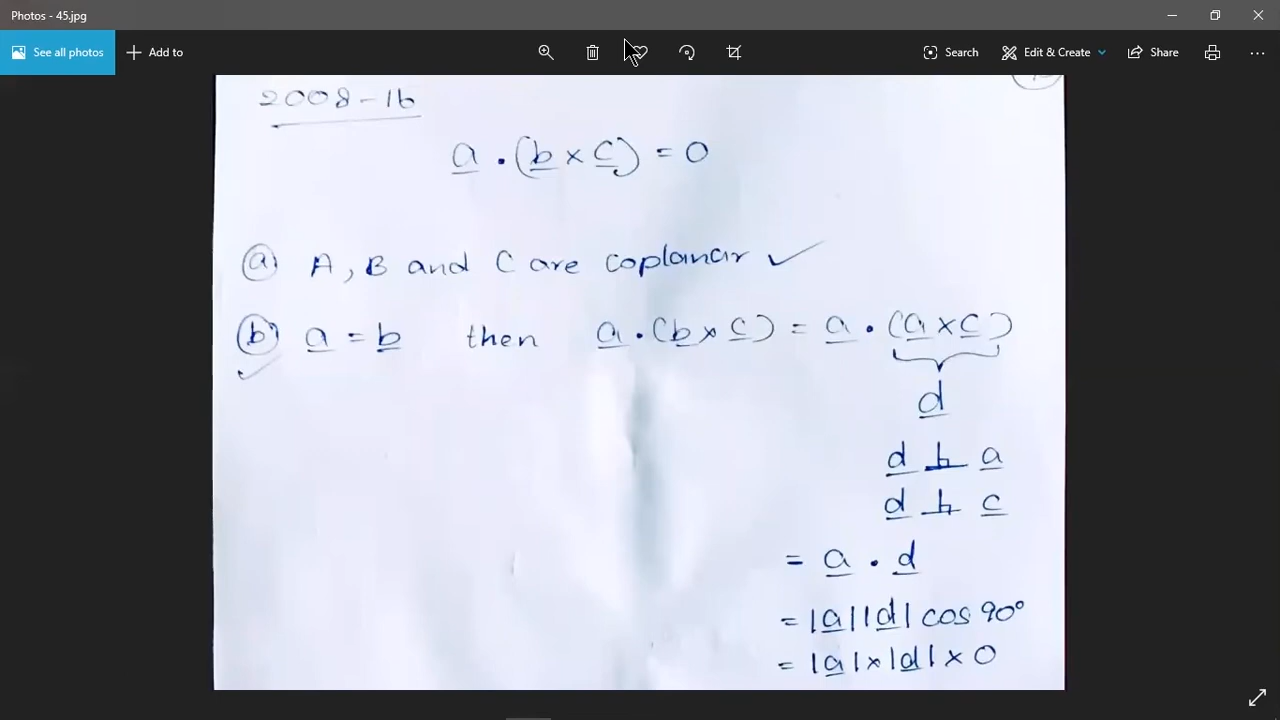 Photos - 45.jpg
See all photos
Add to
Search
Edit & Create
Share
2008-16
a . (b × c) = 0
(a) A, B and C are coplanar ✓
(b) a = b then a . (b × c) = a . (a × c)
d
d ⊥ a
d ⊥ c
= a . d
= |a||d| cos 90°
= |a| × |d| × 0